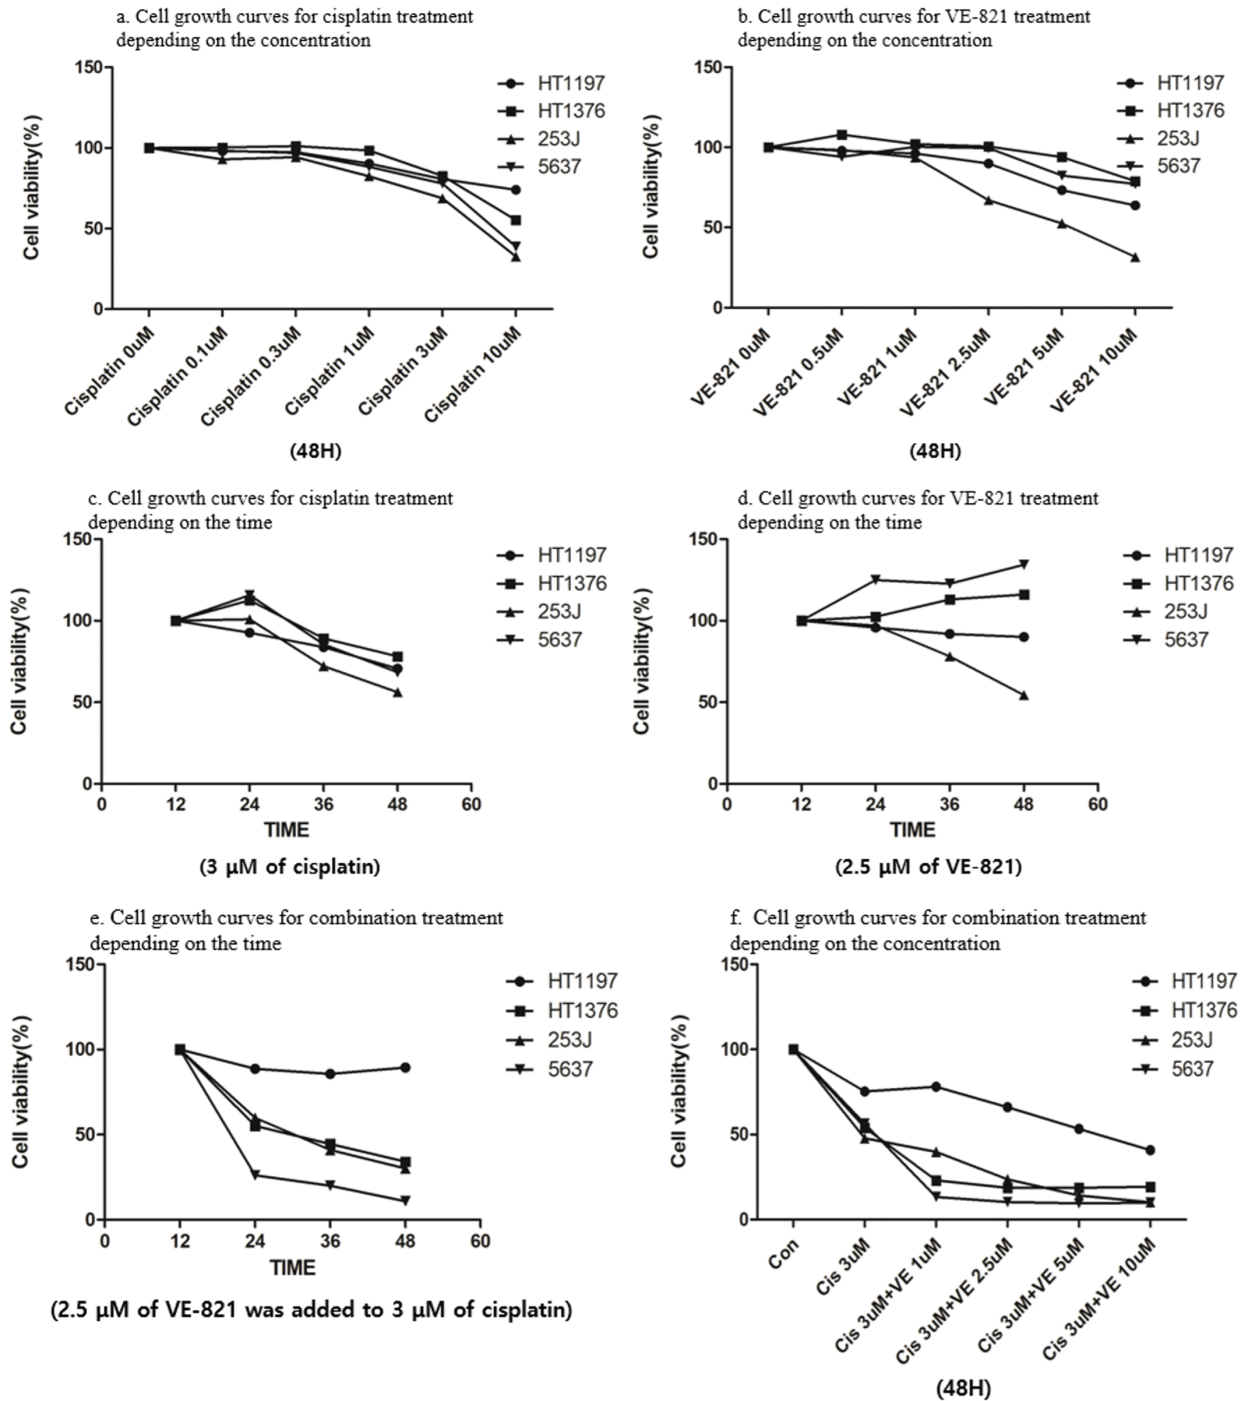 a. Cell growth curves for cisplatin treatment
depending on the concentration
150
100
50
0
Cell viability(%)
HT1197
HT1376
253J
5637
Cisplatin 0uM
Cisplatin 0.1uM
Cisplatin 0.3uM
Cisplatin 1uM
Cisplatin 3uM
Cisplatin 10uM
(48H)
b. Cell growth curves for VE-821 treatment
depending on the concentration
150
100
50
0
Cell viability(%)
HT1197
HT1376
253J
5637
VE-821 0uM
VE-821 0.5uM
VE-821 1uM
VE-821 2.5uM
VE-821 5uM
VE-821 10uM
(48H)
c. Cell growth curves for cisplatin treatment
depending on the time
150
100
50
0
Cell viability(%)
HT1197
HT1376
253J
5637
0 12 24 36 48 60
TIME
(3 μM of cisplatin)
d. Cell growth curves for VE-821 treatment
depending on the time
150
100
50
0
Cell viability(%)
HT1197
HT1376
253J
5637
0 12 24 36 48 60
TIME
(2.5 μM of VE-821)
e. Cell growth curves for combination treatment
depending on the time
150
100
50
0
Cell viability(%)
HT1197
HT1376
253J
5637
0 12 24 36 48 60
TIME
(2.5 μM of VE-821 was added to 3 μM of cisplatin)
f. Cell growth curves for combination treatment
depending on the concentration
150
100
50
0
Cell viability(%)
HT1197
HT1376
253J
5637
Con
Cis 3uM
Cis 3uM+VE 1uM
Cis 3uM+VE 2.5uM
Cis 3uM+VE 5uM
Cis 3uM+VE 10uM
(48H)